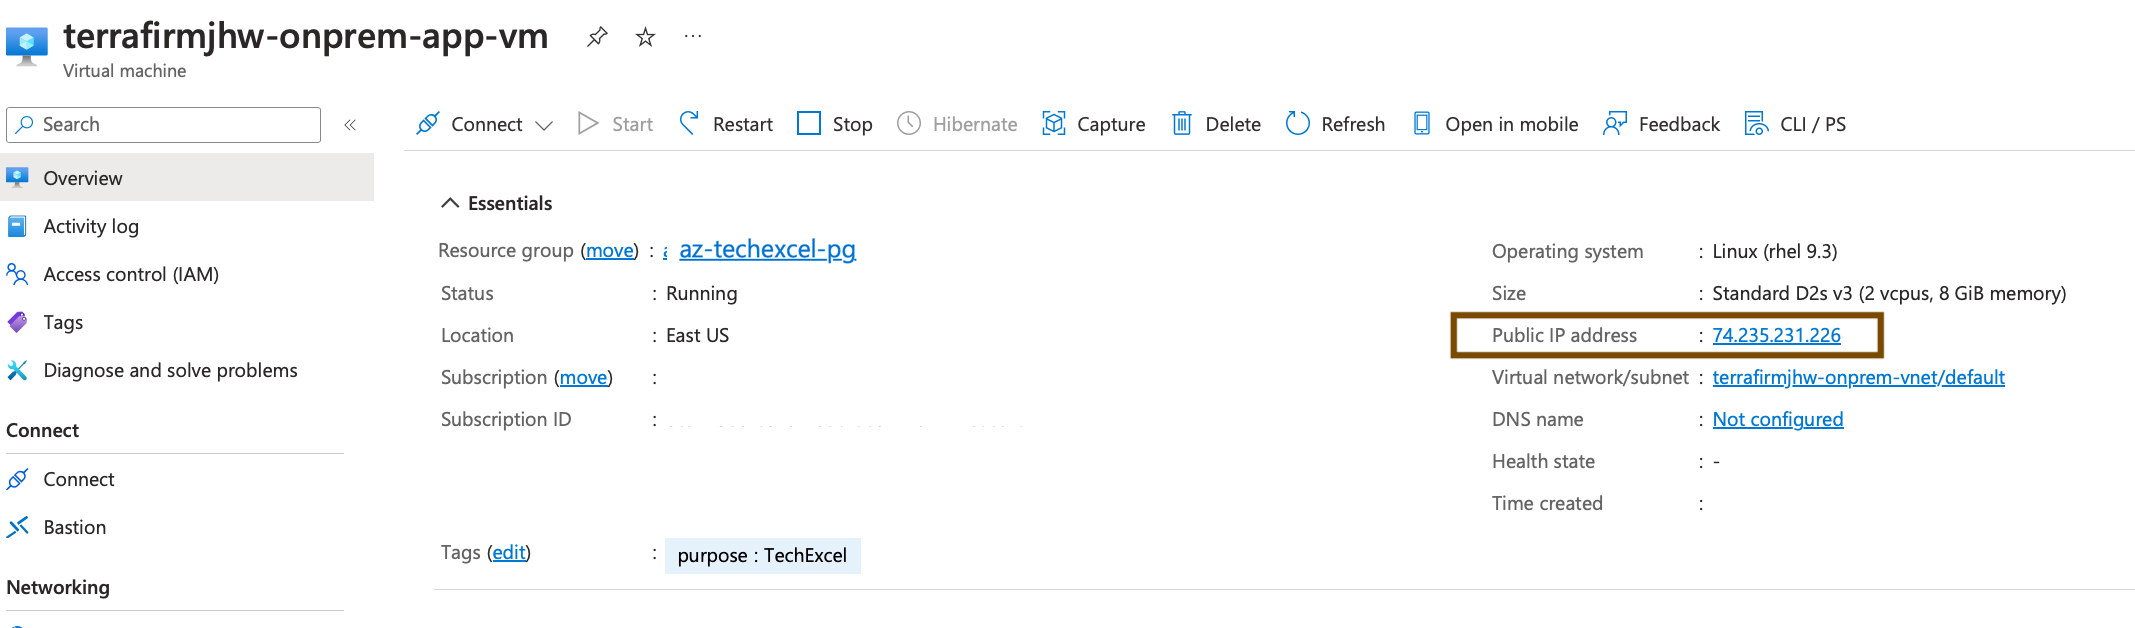 terrafirmjhw-onprem-app-vm
Virtual machine
Search
Connect Start Restart Stop Hibernate Capture Delete Refresh Open in mobile Feedback CLI / PS
Overview
Activity log
Access control (IAM)
Tags
Diagnose and solve problems
Connect
Connect
Bastion
Networking
Essentials
Resource group (move) : az-techexcel-pg
Status : Running
Location : East US
Subscription (move) :
Subscription ID :
Operating system : Linux (rhel 9.3)
Size : Standard D2s v3 (2 vcpus, 8 GiB memory)
Public IP address : 74.235.231.226
Virtual network/subnet : terrafirmjhw-onprem-vnet/default
DNS name : Not configured
Health state : -
Time created :
Tags (edit) : purpose : TechExcel